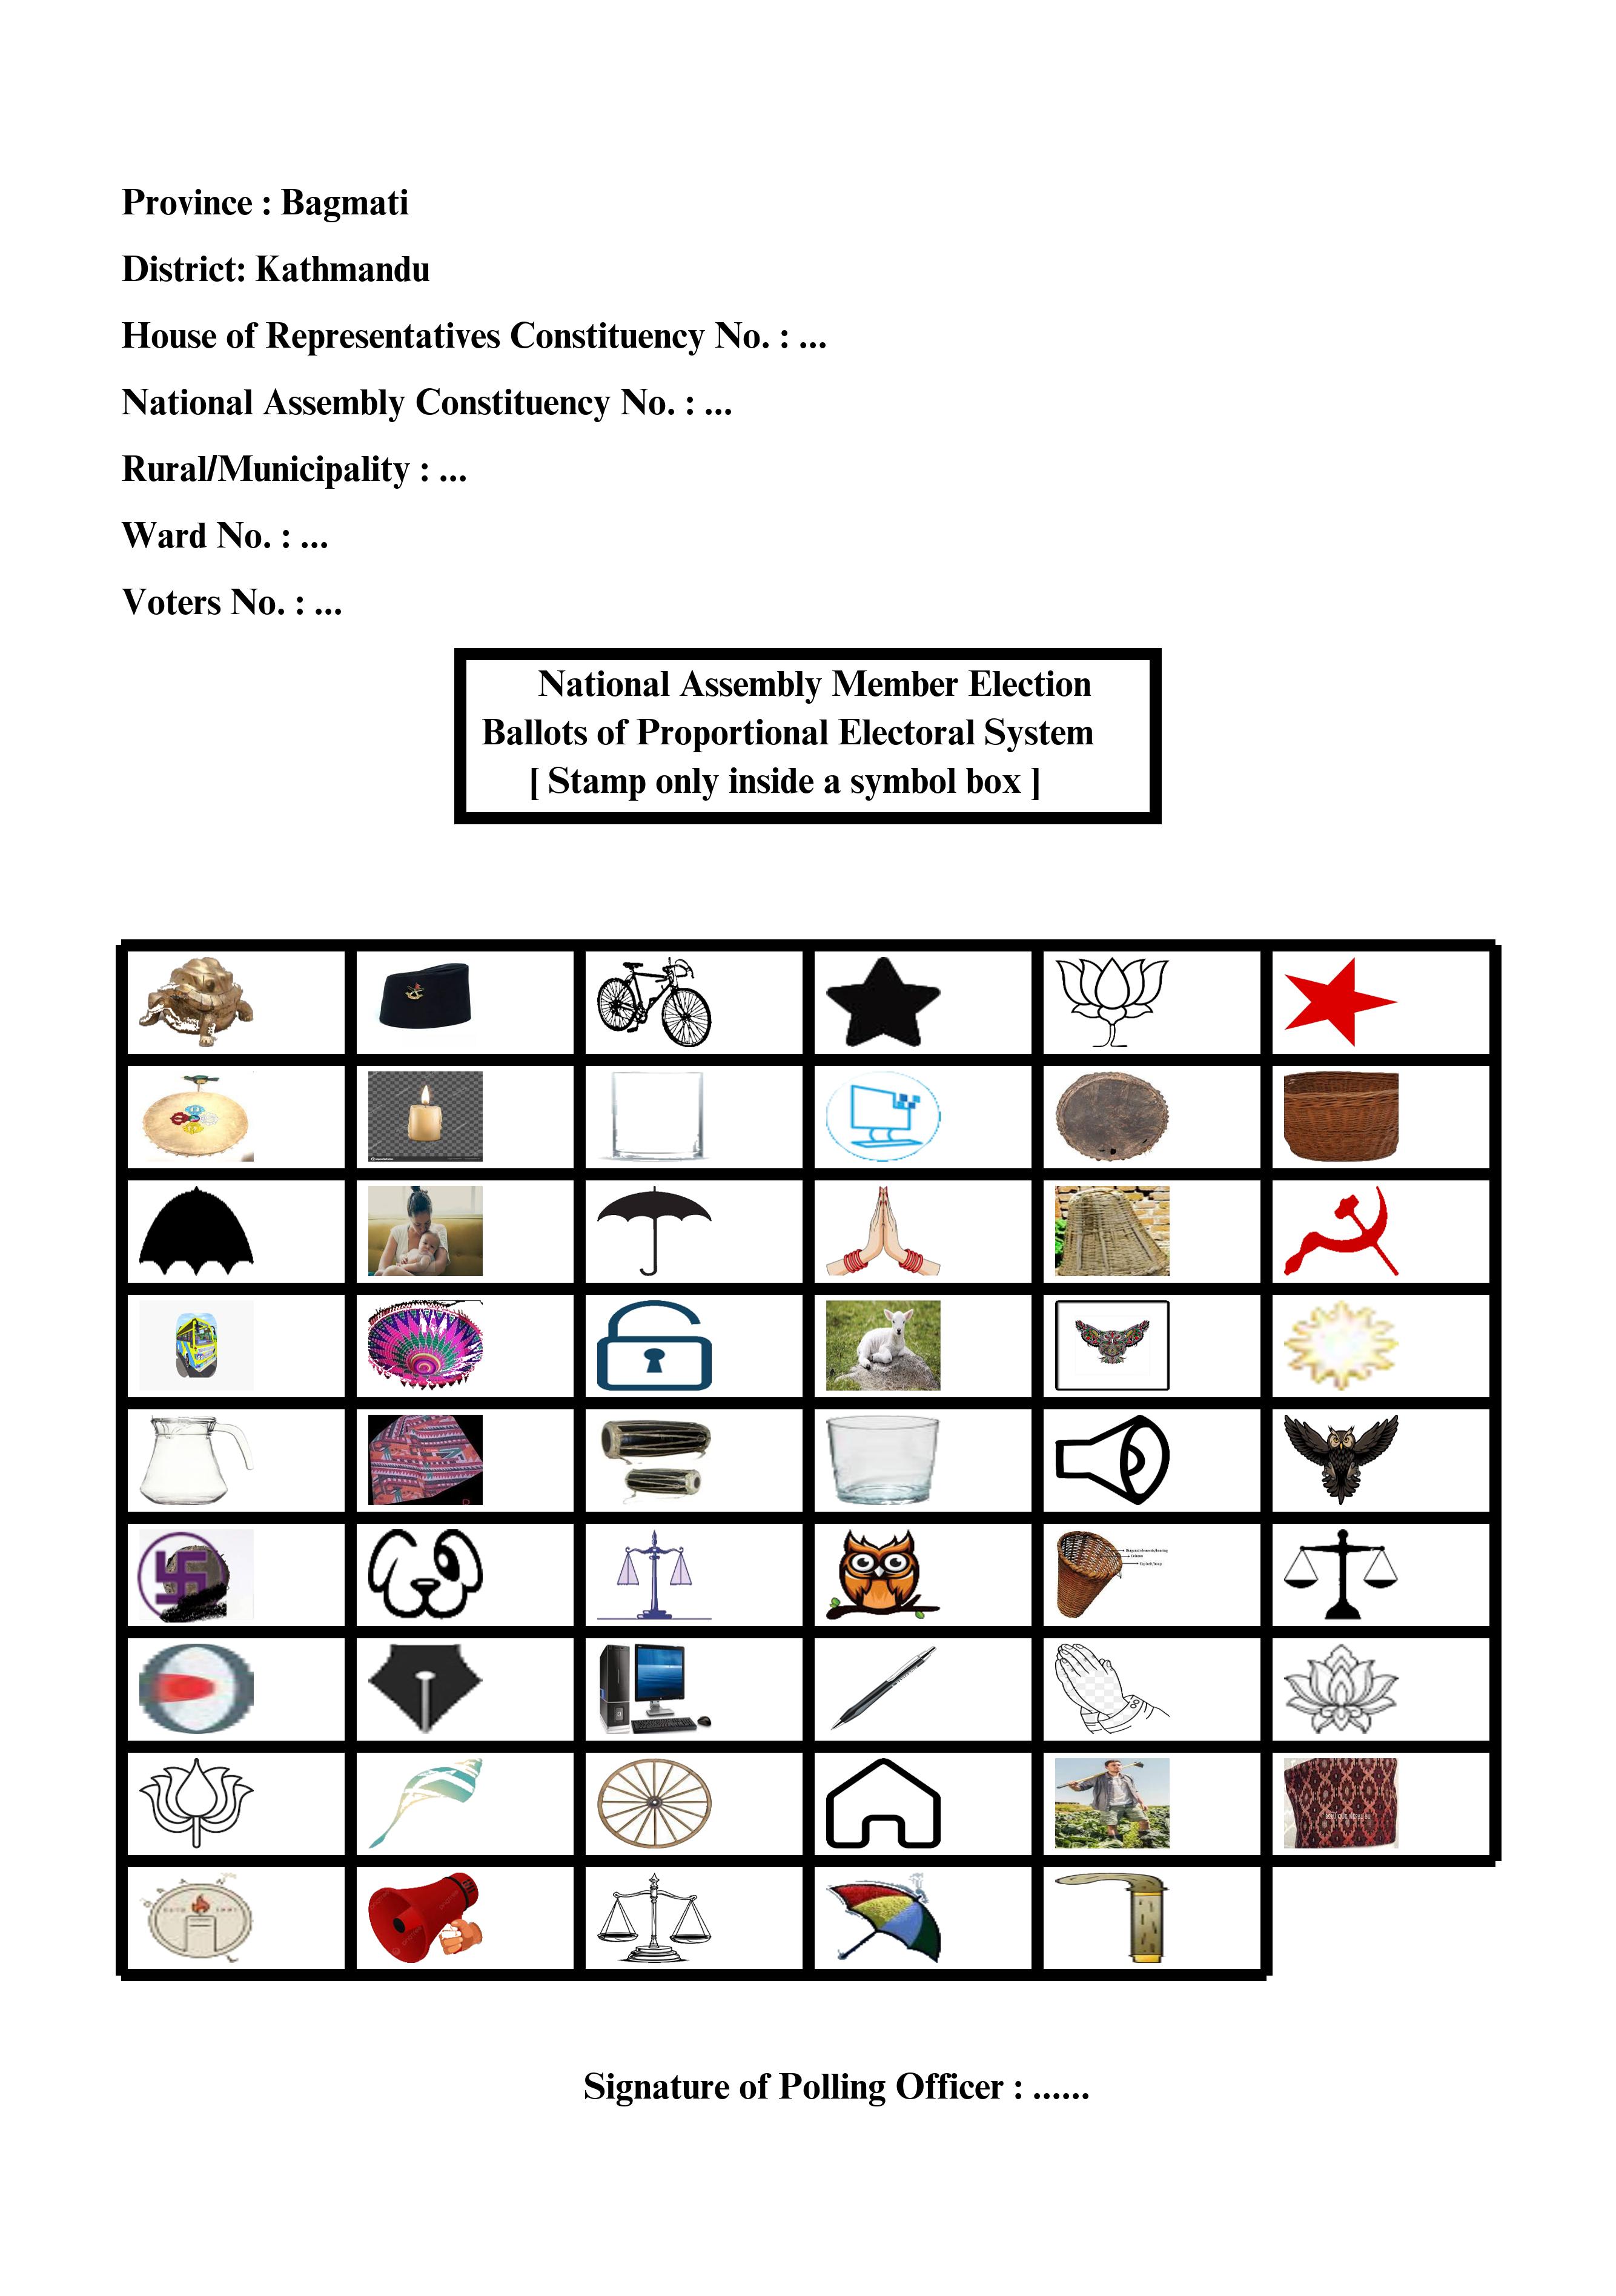 Province : Bagmati
District: Kathmandu
House of Representatives Constituency No. : ...
National Assembly Constituency No. : ...
Rural/Municipality : ...
Ward No. : ...
Voters No. : ...
National Assembly Member Election
Ballots of Proportional Electoral System
[ Stamp only inside a symbol box ]
Signature of Polling Officer : ......